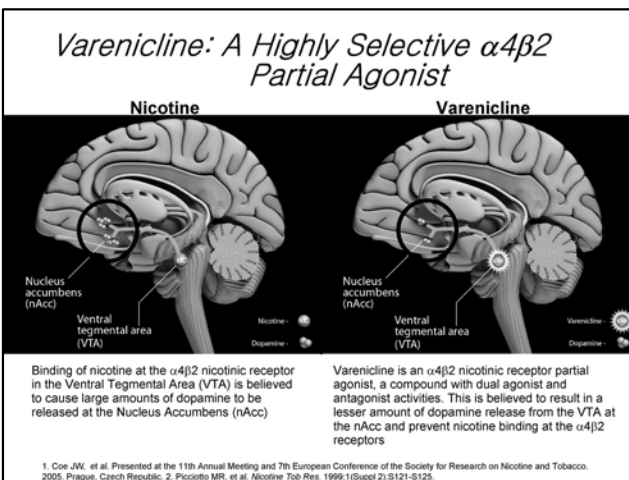 Varenicline: A Highly Selective α4β2
Partial Agonist
Nicotine
Varenicline
Nucleus
accumbens
(nAcc)
Ventral
tegmental area
(VTA)
Nicotine -
Dopamine -
Nucleus
accumbens
(nAcc)
Ventral
tegmental area
(VTA)
Varenicline -
Dopamine -
Binding of nicotine at the α4β2 nicotinic receptor
in the Ventral Tegmental Area (VTA) is believed
to cause large amounts of dopamine to be
released at the Nucleus Accumbens (nAcc)
Varenicline is an α4β2 nicotinic receptor partial
agonist, a compound with dual agonist and
antagonist activities. This is believed to result in a
lesser amount of dopamine release from the VTA at
the nAcc and prevent nicotine binding at the α4β2
receptors
1. Coe JW, et al. Presented at the 11th Annual Meeting and 7th European Conference of the Society for Research on Nicotine and Tobacco.
2005. Prague, Czech Republic. 2. Picciotto MR, et al. Nicotine Tob Res. 1999:1(Suppl 2):S121-S125.